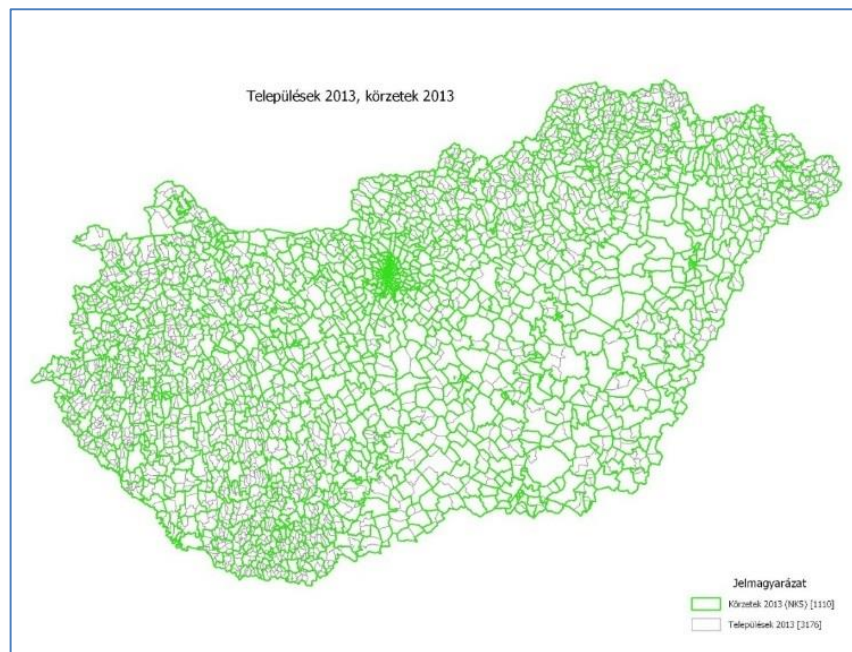 Települések 2013, körzetek 2013
Jelmagyarázat
Körzetek 2013 (NKS) [1110]
Települések 2013 [3176]